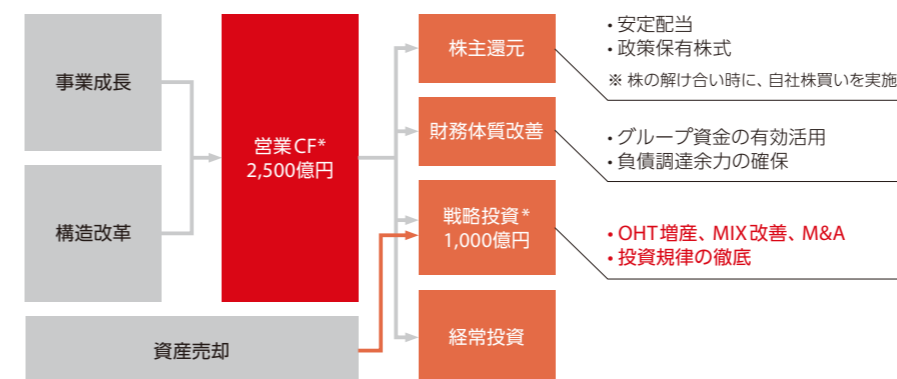 事業成長
構造改革
営業CF*
2,500億円
資産売却
株主還元
財務体質改善
戦略投資*
1,000億円
経常投資
・安定配当
・政策保有株式
※ 株の解け合い時に、自社株買いを実施
・グループ資金の有効活用
・負債調達余力の確保
・OHT増産、MIX改善、M&A
・投資規律の徹底